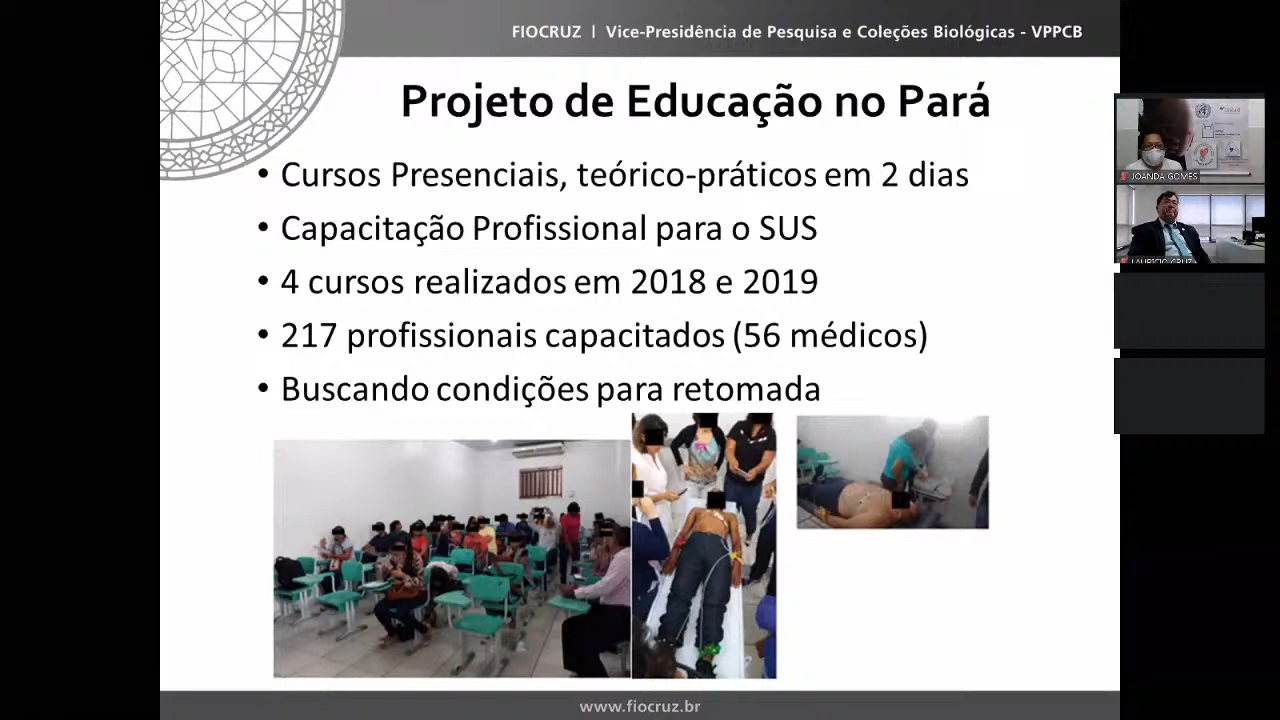 FIOCRUZ | Vice-Presidência de Pesquisa e Coleções Biológicas - VPPCB
Projeto de Educação no Pará
• Cursos Presenciais, teórico-práticos em 2 dias
• Capacitação Profissional para o SUS
• 4 cursos realizados em 2018 e 2019
• 217 profissionais capacitados (56 médicos)
• Buscando condições para retomada
JOANDA GOMES
LAURICIO CRUZ
www.fiocruz.br